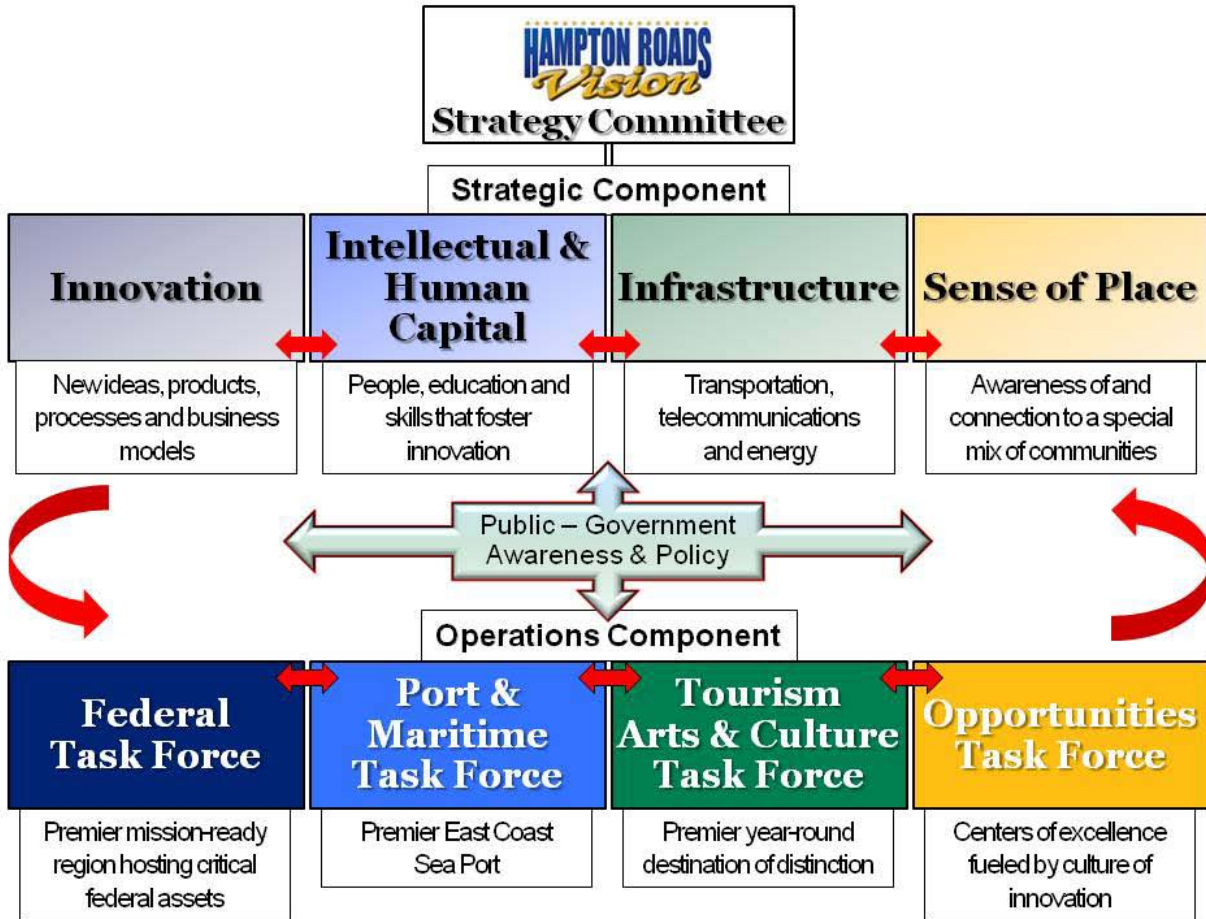 HAMPTON ROADS
Vision
Strategy Committee
Strategic Component
Innovation
Intellectual &
Human
Capital
Infrastructure
Sense of Place
New ideas, products,
processes and business
models
People, education and
skills that foster
innovation
Transportation,
telecommunications
and energy
Awareness of and
connection to a special
mix of communities
Public – Government
Awareness & Policy
Operations Component
Federal
Task Force
Port &
Maritime
Task Force
Tourism
Arts & Culture
Task Force
Opportunities
Task Force
Premier mission-ready
region hosting critical
federal assets
Premier East Coast
Sea Port
Premier year-round
destination of distinction
Centers of excellence
fueled by culture of
innovation